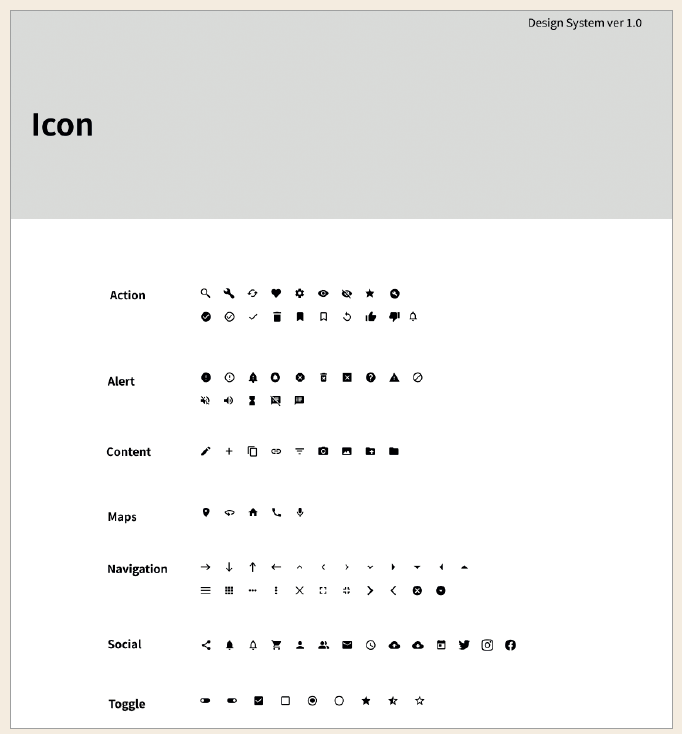 Design System ver 1.0
Icon
Action
Alert
Content
Maps
Navigation
Social
Toggle